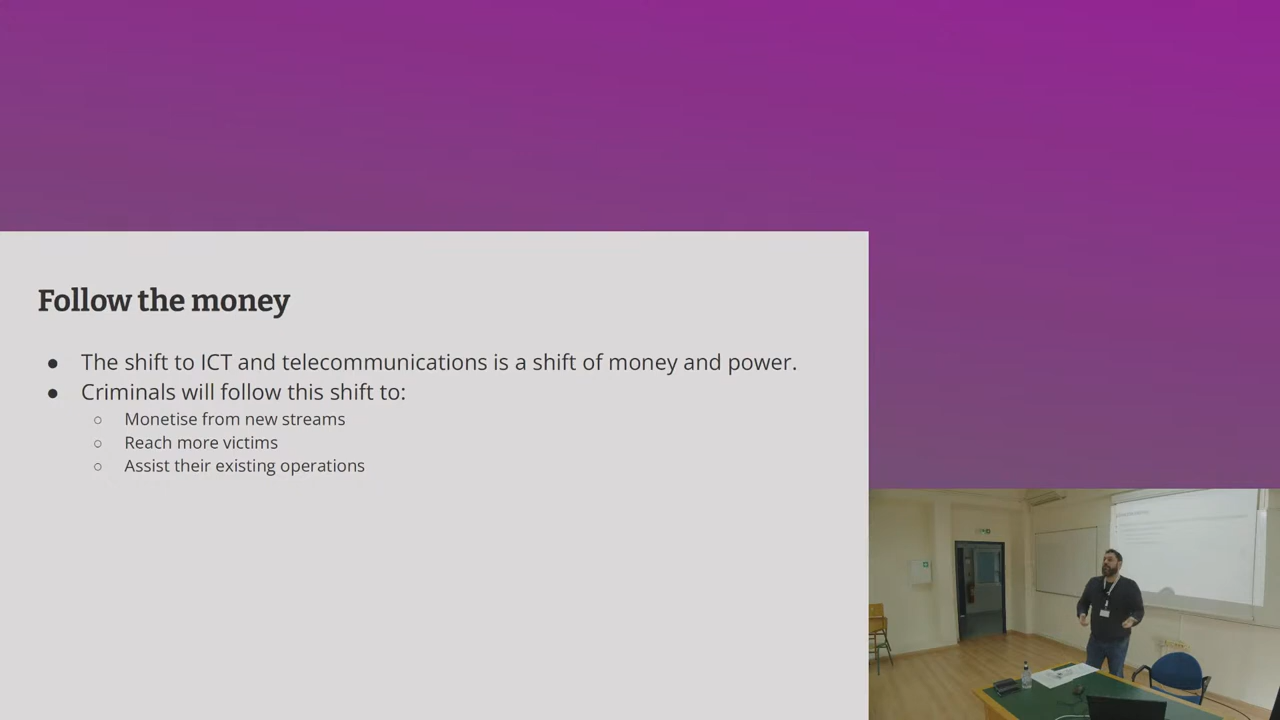 Follow the money
● The shift to ICT and telecommunications is a shift of money and power.
● Criminals will follow this shift to:
○ Monetise from new streams
○ Reach more victims
○ Assist their existing operations